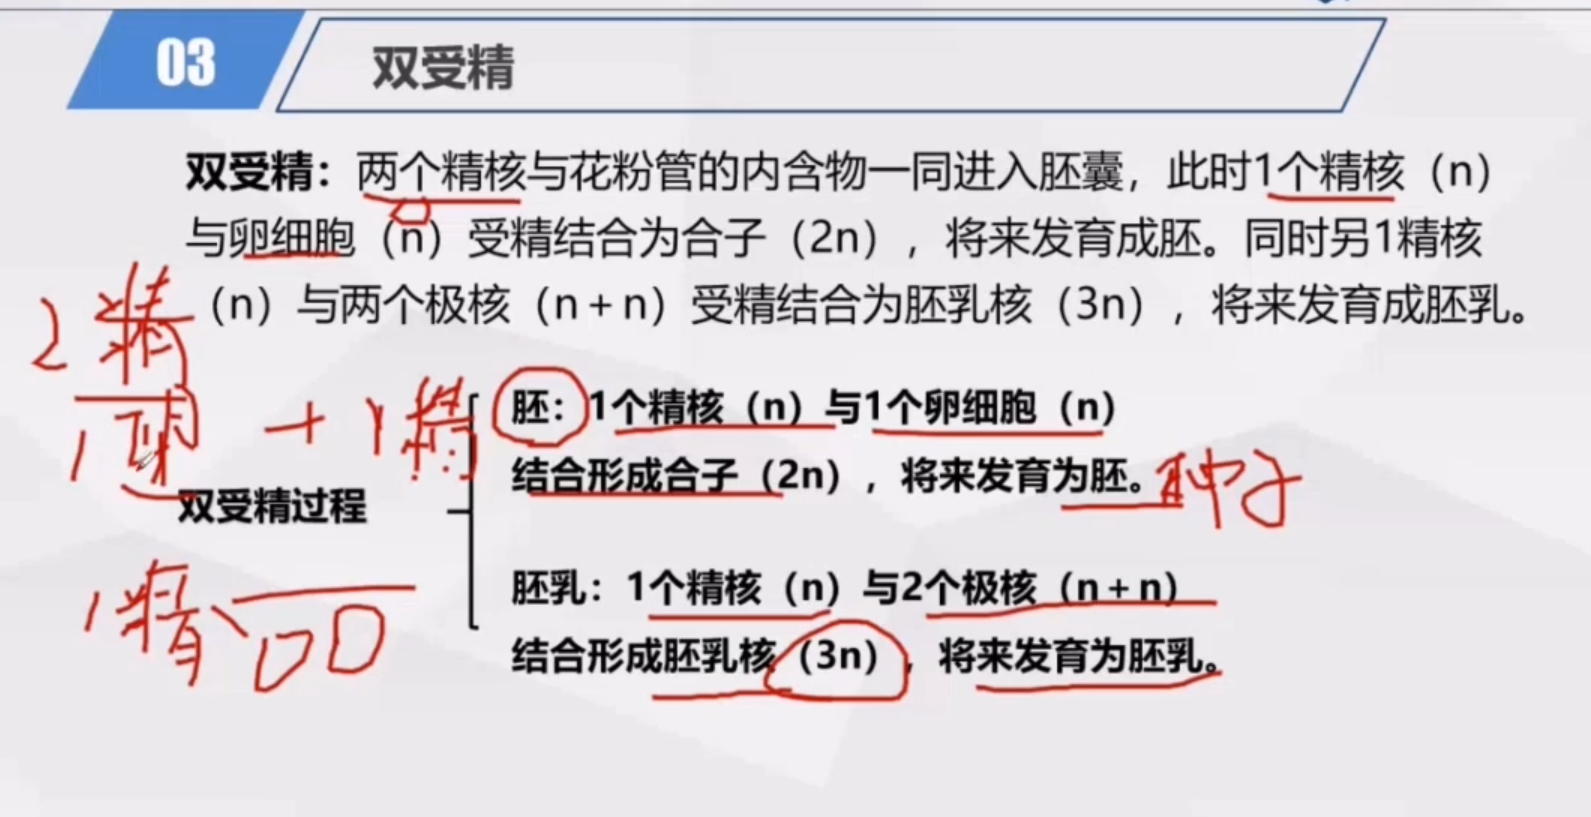 03 双受精
双受精：两个精核与花粉管的内含物一同进入胚囊，此时1个精核（n）
与卵细胞（n）受精结合为合子（2n），将来发育成胚。同时另1精核
（n）与两个极核（n+n）受精结合为胚乳核（3n），将来发育成胚乳。
2精
1
+1精
胚：1个精核（n）与1个卵细胞（n）
结合形成合子（2n），将来发育为胚。种子
双受精过程
1精
胚乳：1个精核（n）与2个极核（n+n）
结合形成胚乳核（3n），将来发育为胚乳。